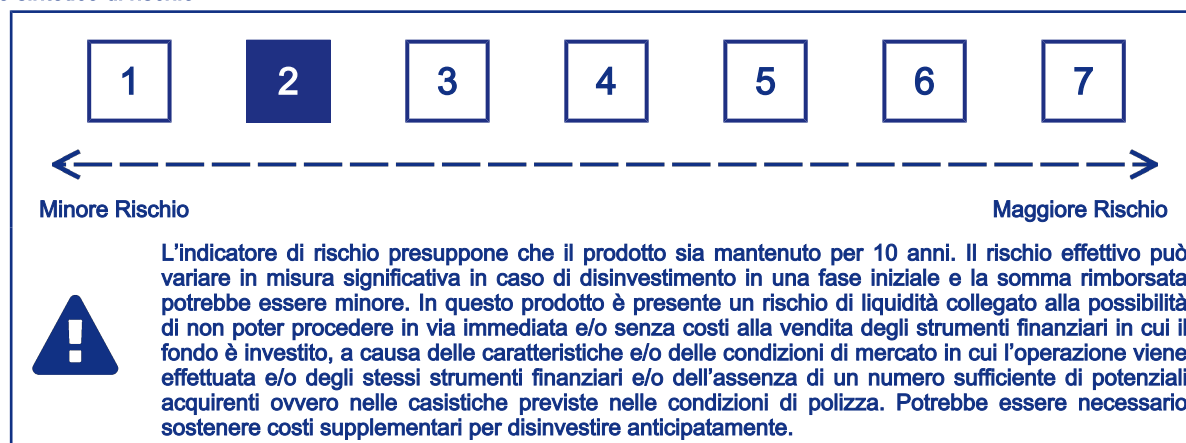 1 2 3 4 5 6 7
Minore Rischio Maggiore Rischio
L'indicatore di rischio presuppone che il prodotto sia mantenuto per 10 anni. Il rischio effettivo può
variare in misura significativa in caso di disinvestimento in una fase iniziale e la somma rimborsata
potrebbe essere minore. In questo prodotto è presente un rischio di liquidità collegato alla possibilità
di non poter procedere in via immediata e/o senza costi alla vendita degli strumenti finanziari in cui il
fondo è investito, a causa delle caratteristiche e/o delle condizioni di mercato in cui l'operazione viene
effettuata e/o degli stessi strumenti finanziari e/o dell'assenza di un numero sufficiente di potenziali
acquirenti ovvero nelle casistiche previste nelle condizioni di polizza. Potrebbe essere necessario
sostenere costi supplementari per disinvestire anticipatamente.